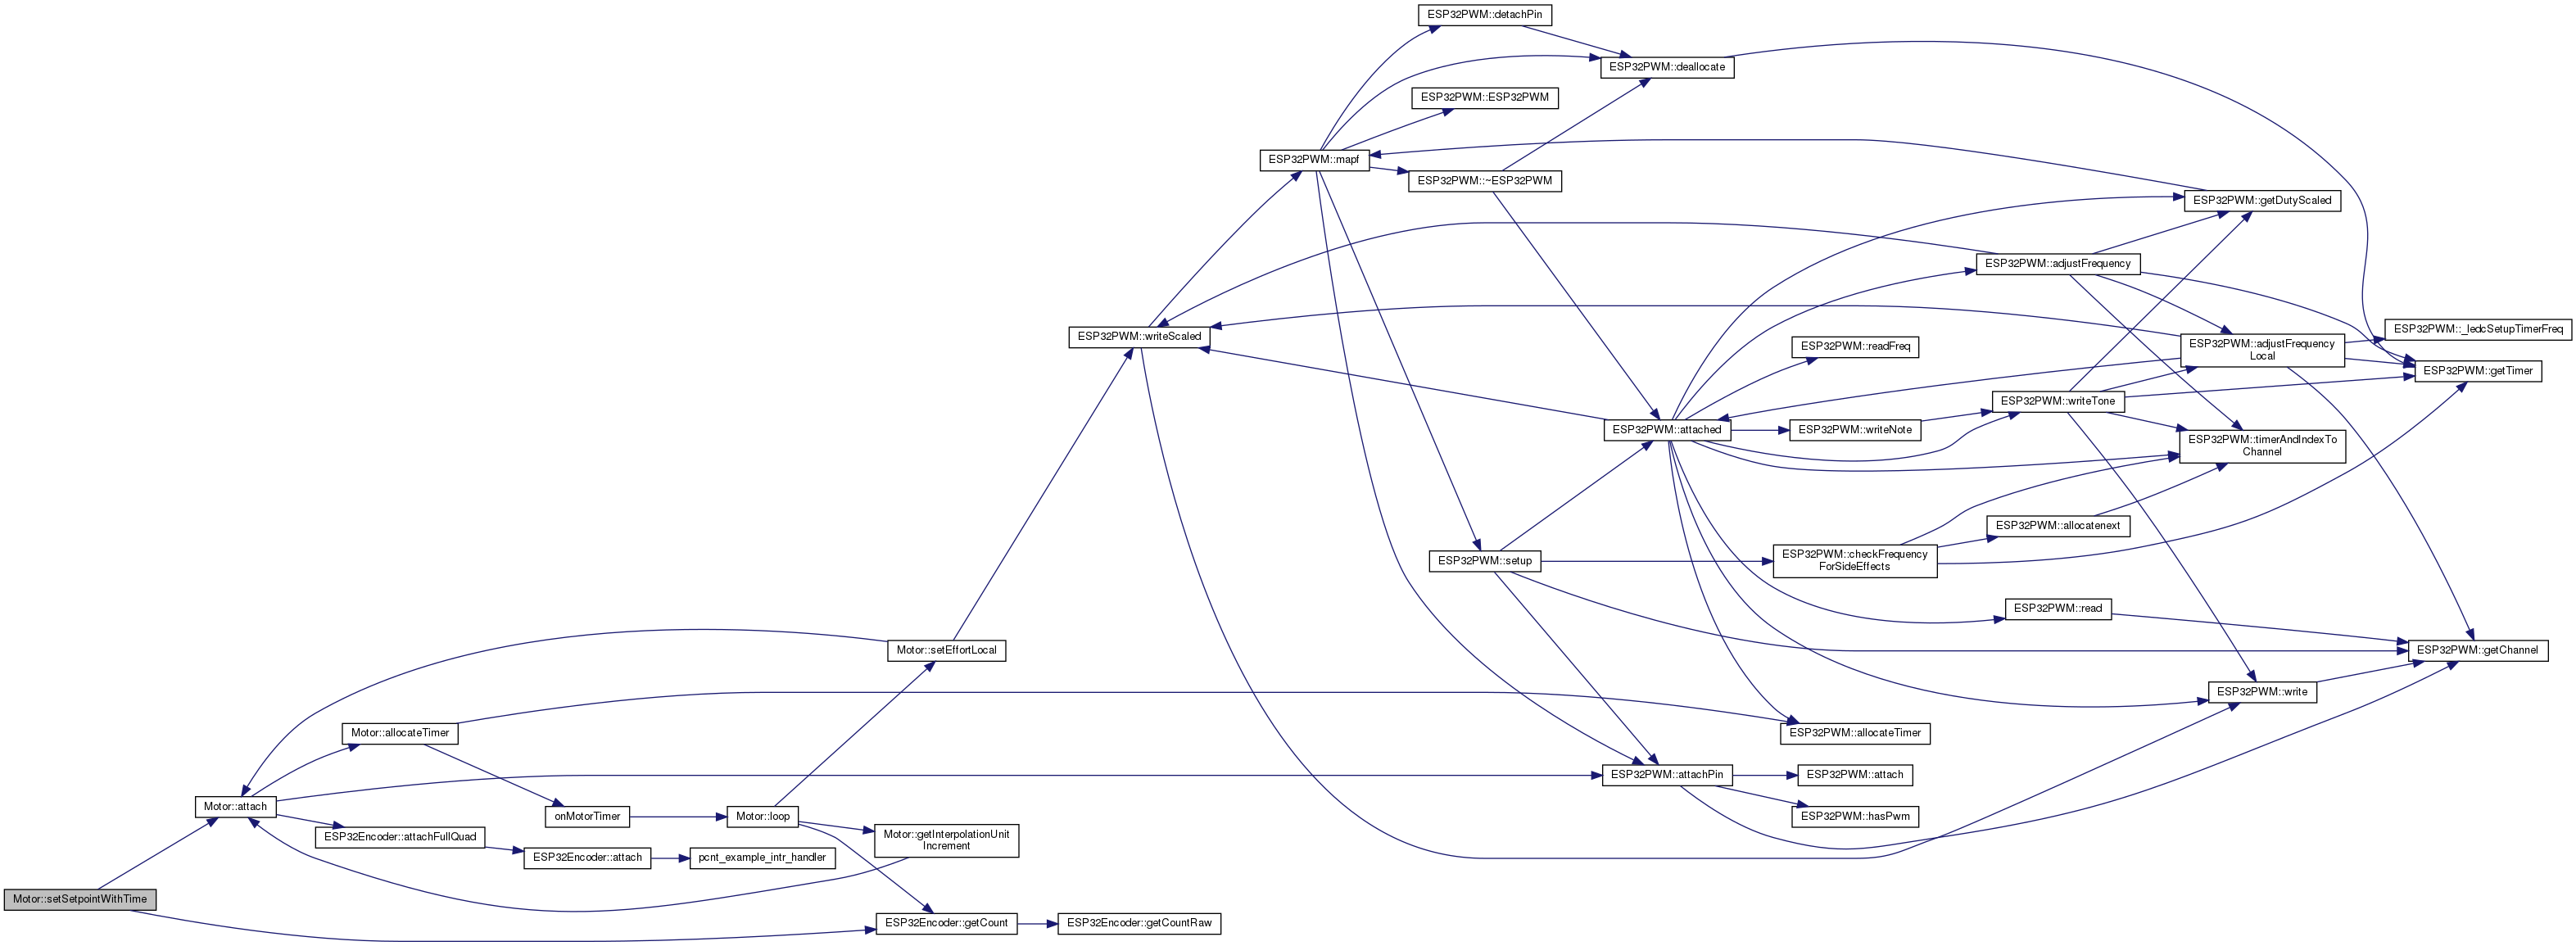 ESP32PWM::detachPin
ESP32PWM::deallocate
ESP32PWM::ESP32PWM
ESP32PWM::mapf
ESP32PWM::~ESP32PWM
ESP32PWM::getDutyScaled
ESP32PWM::adjustFrequency
ESP32PWM::_ledcSetupTimerFreq
ESP32PWM::writeScaled
ESP32PWM::readFreq
ESP32PWM::adjustFrequency
Local
ESP32PWM::getTimer
ESP32PWM::writeTone
ESP32PWM::attached
ESP32PWM::writeNote
ESP32PWM::timerAndIndexTo
Channel
ESP32PWM::allocatenext
ESP32PWM::setup
ESP32PWM::checkFrequency
ForSideEffects
ESP32PWM::read
Motor::setEffortLocal
ESP32PWM::getChannel
ESP32PWM::write
Motor::allocateTimer
ESP32PWM::allocateTimer
ESP32PWM::attachPin
ESP32PWM::attach
Motor::attach
onMotorTimer
Motor::loop
ESP32PWM::hasPwm
ESP32Encoder::attachFullQuad
Motor::getInterpolationUnit
Increment
ESP32Encoder::attach
pcnt_example_intr_handler
Motor::setSetpointWithTime
ESP32Encoder::getCount
ESP32Encoder::getCountRaw